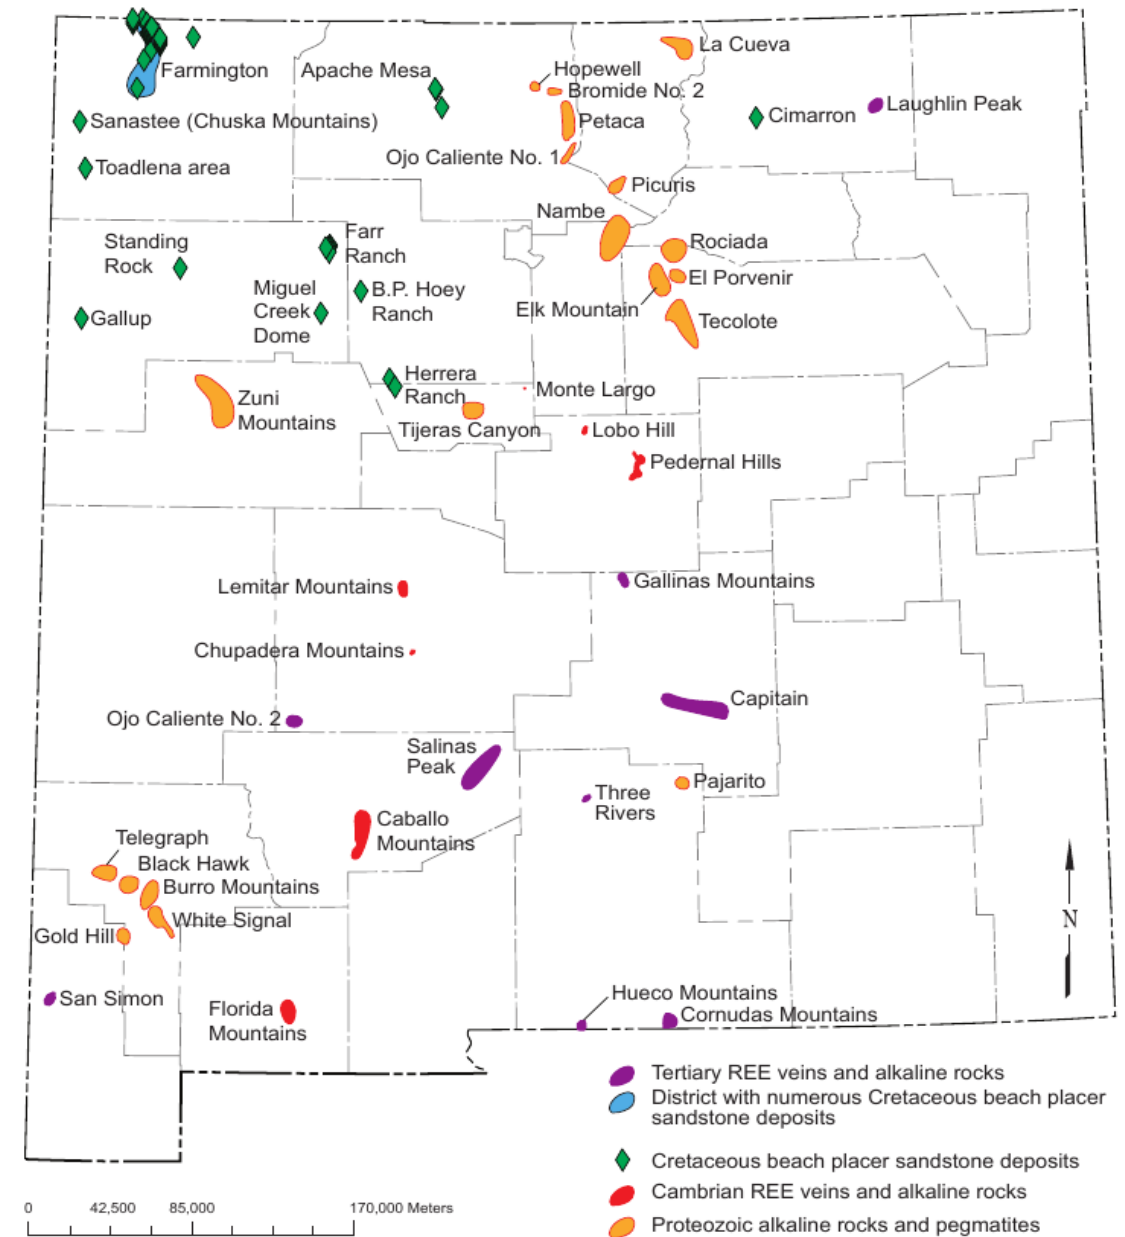 La Cueva
Hopewell
Farmington
Apache Mesa
Bromide No. 2
Laughlin Peak
Cimarron
Sanastee (Chuska Mountains)
Petaca
Ojo Caliente No. 1
Toadlena area
Picuris
Nambe
Farr
Ranch
Standing
Rock
Rociada
El Porvenir
Miguel
Creek
Dome
B.P. Hoey
Ranch
Elk Mountain
Gallup
Tecolote
Herrera
Ranch
Monte Largo
Zuni
Mountains
Tijeras Canyon
Lobo Hill
Pedernal Hills
Gallinas Mountains
Lemitar Mountains
Chupadera Mountains
Capitain
Ojo Caliente No. 2
Salinas
Peak
Pajarito
Three
Rivers
Caballo
Mountains
Telegraph
Black Hawk
Burro Mountains
White Signal
Gold Hill
N
San Simon
Hueco Mountains
Florida
Mountains
Cornudas Mountains
Tertiary REE veins and alkaline rocks
District with numerous Cretaceous beach placer
sandstone deposits
Cretaceous beach placer sandstone deposits
Cambrian REE veins and alkaline rocks
Proteozoic alkaline rocks and pegmatites
0 42,500 85,000 170,000 Meters